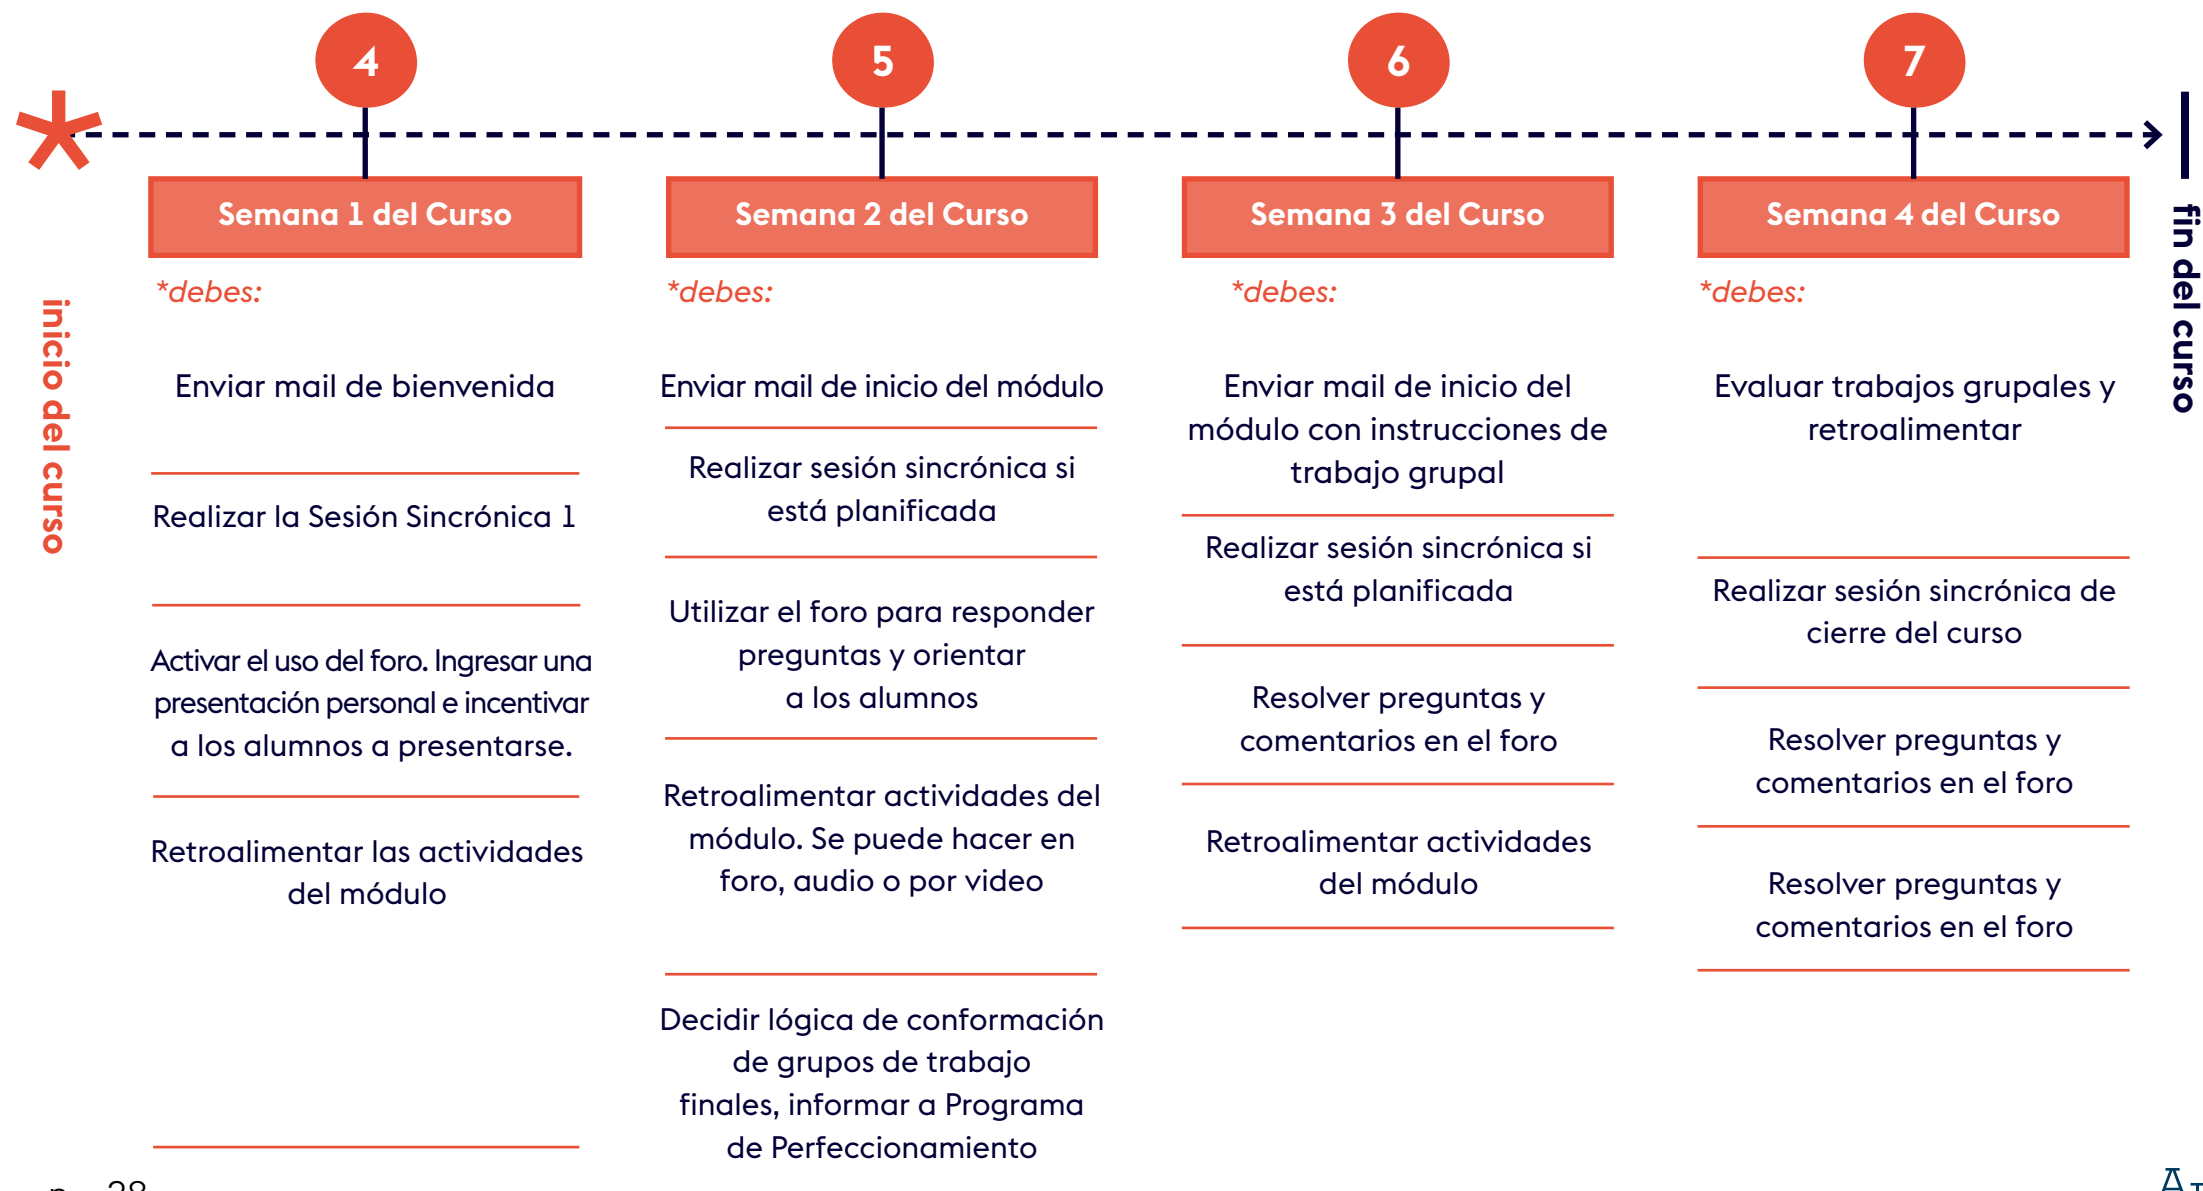 4
5
6
7
inicio del curso
fin del curso
Semana 1 del Curso
*debes:
Enviar mail de bienvenida
Realizar la Sesión Sincrónica 1
Activar el uso del foro. Ingresar una
presentación personal e incentivar
a los alumnos a presentarse.
Retroalimentar las actividades
del módulo
Semana 2 del Curso
*debes:
Enviar mail de inicio del módulo
Realizar sesión sincrónica si
está planificada
Utilizar el foro para responder
preguntas y orientar
a los alumnos
Retroalimentar actividades del
módulo. Se puede hacer en
foro, audio o por video
Decidir lógica de conformación
de grupos de trabajo
finales, informar a Programa
de Perfeccionamiento
Semana 3 del Curso
*debes:
Enviar mail de inicio del
módulo con instrucciones de
trabajo grupal
Realizar sesión sincrónica si
está planificada
Resolver preguntas y
comentarios en el foro
Retroalimentar actividades
del módulo
Semana 4 del Curso
*debes:
Evaluar trabajos grupales y
retroalimentar
Realizar sesión sincrónica de
cierre del curso
Resolver preguntas y
comentarios en el foro
Resolver preguntas y
comentarios en el foro